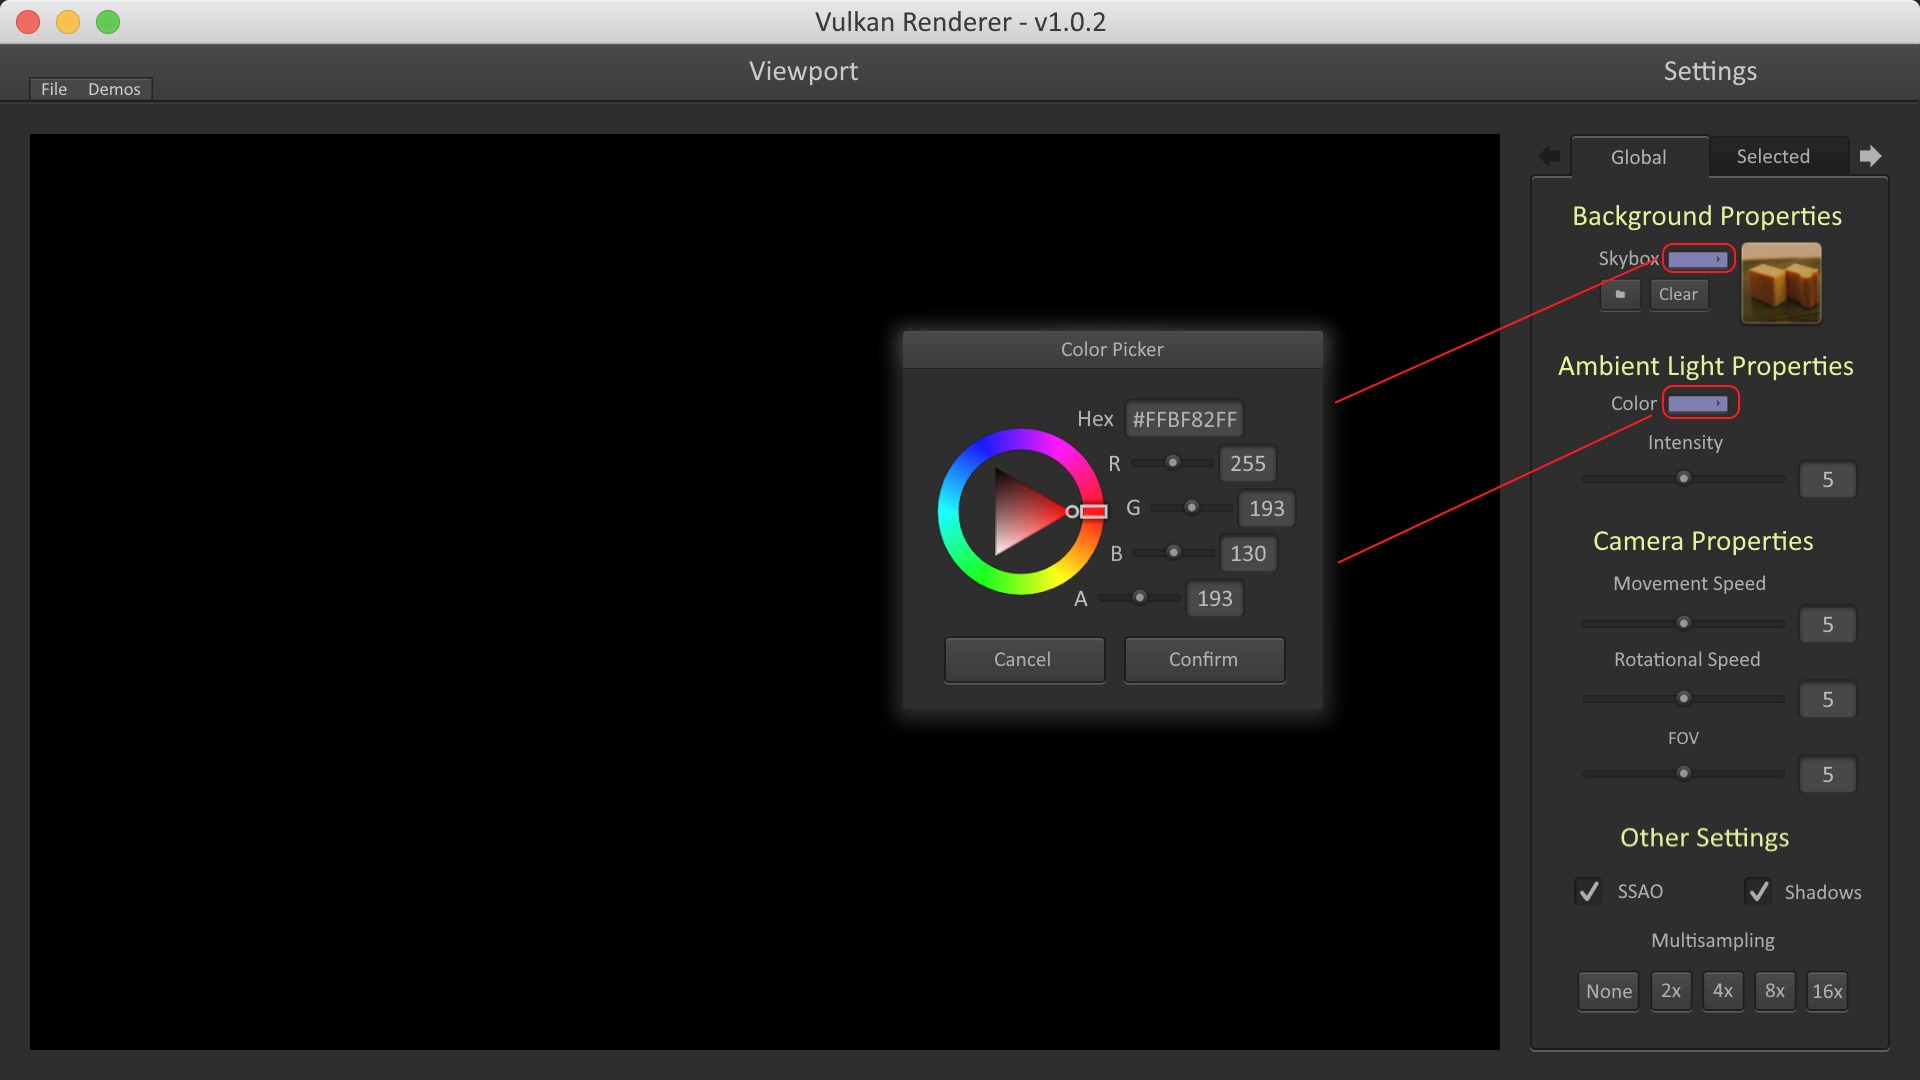 Vulkan Renderer - v1.0.2
Viewport
Settings
File Demos
Global Selected
Background Properties
Skybox
Clear
Color Picker
Hex #FFBF82FF
R 255
G 193
B 130
A 193
Cancel Confirm
Ambient Light Properties
Color
Intensity
5
Camera Properties
Movement Speed
5
Rotational Speed
5
FOV
5
Other Settings
SSAO Shadows
Multisampling
None 2x 4x 8x 16x